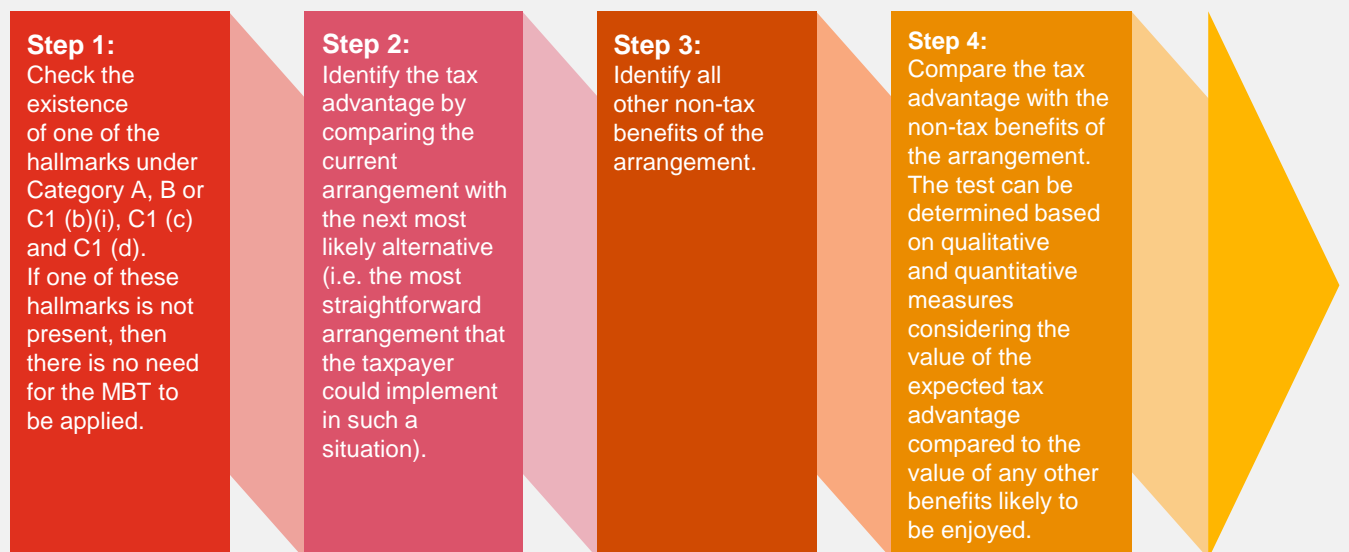 Step 1:
Check the
existence
of one of the
hallmarks under
Category A, B or
C1 (b)(i), C1 (c)
and C1 (d).
If one of these
hallmarks is not
present, then
there is no need
for the MBT to
be applied.
Step 2:
Identify the tax
advantage by
comparing the
current
arrangement with
the next most
likely alternative
(i.e. the most
straightforward
arrangement that
the taxpayer
could implement
in such a
situation).
Step 3:
Identify all
other non-tax
benefits of the
arrangement.
Step 4:
Compare the tax
advantage with the
non-tax benefits of
the arrangement.
The test can be
determined based
on qualitative
and quantitative
measures
considering the
value of the
expected tax
advantage
compared to the
value of any other
benefits likely to
be enjoyed.